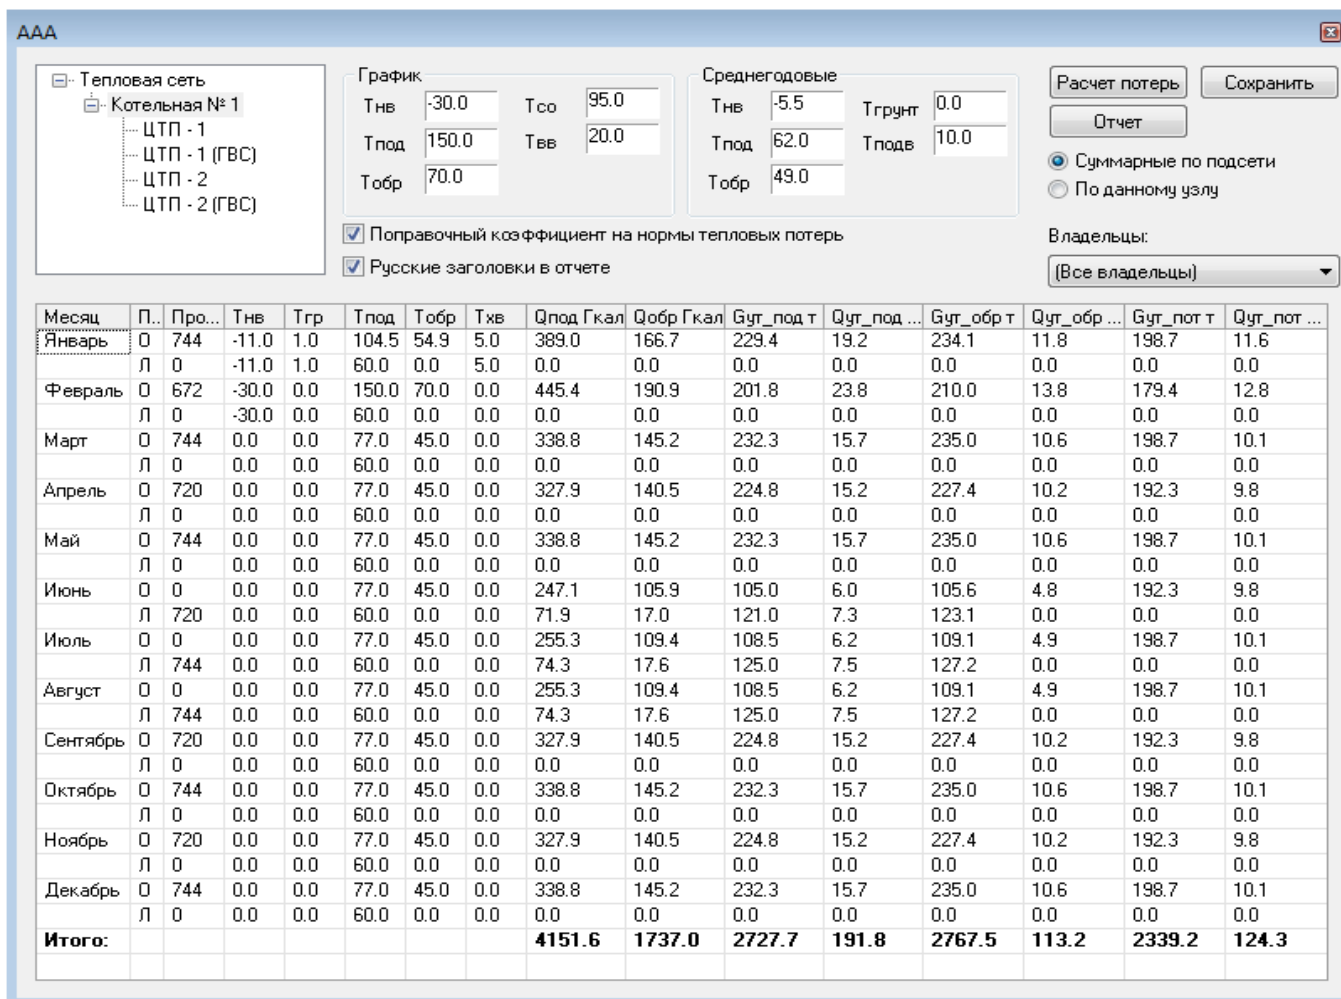 AAA
Тепловая сеть
Котельная № 1
ЦТП - 1
ЦТП - 1 (ГВС)
ЦТП - 2
ЦТП - 2 (ГВС)
График
Тнв -30.0 Тсо 95.0
Тпод 150.0 Твв 20.0
Тобр 70.0
Среднегодовые
Тнв -5.5 Тгрунт 0.0
Тпод 62.0 Тподв 10.0
Тобр 49.0
Расчет потерь Сохранить
Отчет
Суммарные по подсети
По данному узлу
Поправочный коэффициент на нормы тепловых потерь
Русские заголовки в отчете
Владельцы:
(Все владельцы)
Месяц П.. Про... Тнв Тгр Тпод Тобр Тхв Qпод Гкал Qобр Гкал Gут_под т Qут_под ... Gут_обр т Qут_обр ... Gут_пот т Qут_пот ...
Январь О 744 -11.0 1.0 104.5 54.9 5.0 389.0 166.7 229.4 19.2 234.1 11.8 198.7 11.6
Л 0 -11.0 1.0 60.0 0.0 5.0 0.0 0.0 0.0 0.0 0.0 0.0 0.0 0.0
Февраль О 672 -30.0 0.0 150.0 70.0 0.0 445.4 190.9 201.8 23.8 210.0 13.8 179.4 12.8
Л 0 -30.0 0.0 60.0 0.0 0.0 0.0 0.0 0.0 0.0 0.0 0.0 0.0 0.0
Март О 744 0.0 0.0 77.0 45.0 0.0 338.8 145.2 232.3 15.7 235.0 10.6 198.7 10.1
Л 0 0.0 0.0 60.0 0.0 0.0 0.0 0.0 0.0 0.0 0.0 0.0 0.0 0.0
Апрель О 720 0.0 0.0 77.0 45.0 0.0 327.9 140.5 224.8 15.2 227.4 10.2 192.3 9.8
Л 0 0.0 0.0 60.0 0.0 0.0 0.0 0.0 0.0 0.0 0.0 0.0 0.0 0.0
Май О 744 0.0 0.0 77.0 45.0 0.0 338.8 145.2 232.3 15.7 235.0 10.6 198.7 10.1
Л 0 0.0 0.0 60.0 0.0 0.0 0.0 0.0 0.0 0.0 0.0 0.0 0.0 0.0
Июнь О 0 0.0 0.0 77.0 45.0 0.0 247.1 105.9 105.0 6.0 105.6 4.8 192.3 9.8
Л 720 0.0 0.0 60.0 0.0 0.0 71.9 17.0 121.0 7.3 123.1 0.0 0.0 0.0
Июль О 0 0.0 0.0 77.0 45.0 0.0 255.3 109.4 108.5 6.2 109.1 4.9 198.7 10.1
Л 744 0.0 0.0 60.0 0.0 0.0 74.3 17.6 125.0 7.5 127.2 0.0 0.0 0.0
Август О 0 0.0 0.0 77.0 45.0 0.0 255.3 109.4 108.5 6.2 109.1 4.9 198.7 10.1
Л 744 0.0 0.0 60.0 0.0 0.0 74.3 17.6 125.0 7.5 127.2 0.0 0.0 0.0
Сентябрь О 720 0.0 0.0 77.0 45.0 0.0 327.9 140.5 224.8 15.2 227.4 10.2 192.3 9.8
Л 0 0.0 0.0 60.0 0.0 0.0 0.0 0.0 0.0 0.0 0.0 0.0 0.0 0.0
Октябрь О 744 0.0 0.0 77.0 45.0 0.0 338.8 145.2 232.3 15.7 235.0 10.6 198.7 10.1
Л 0 0.0 0.0 60.0 0.0 0.0 0.0 0.0 0.0 0.0 0.0 0.0 0.0 0.0
Ноябрь О 720 0.0 0.0 77.0 45.0 0.0 327.9 140.5 224.8 15.2 227.4 10.2 192.3 9.8
Л 0 0.0 0.0 60.0 0.0 0.0 0.0 0.0 0.0 0.0 0.0 0.0 0.0 0.0
Декабрь О 744 0.0 0.0 77.0 45.0 0.0 338.8 145.2 232.3 15.7 235.0 10.6 198.7 10.1
Л 0 0.0 0.0 60.0 0.0 0.0 0.0 0.0 0.0 0.0 0.0 0.0 0.0 0.0
Итого: 4151.6 1737.0 2727.7 191.8 2767.5 113.2 2339.2 124.3